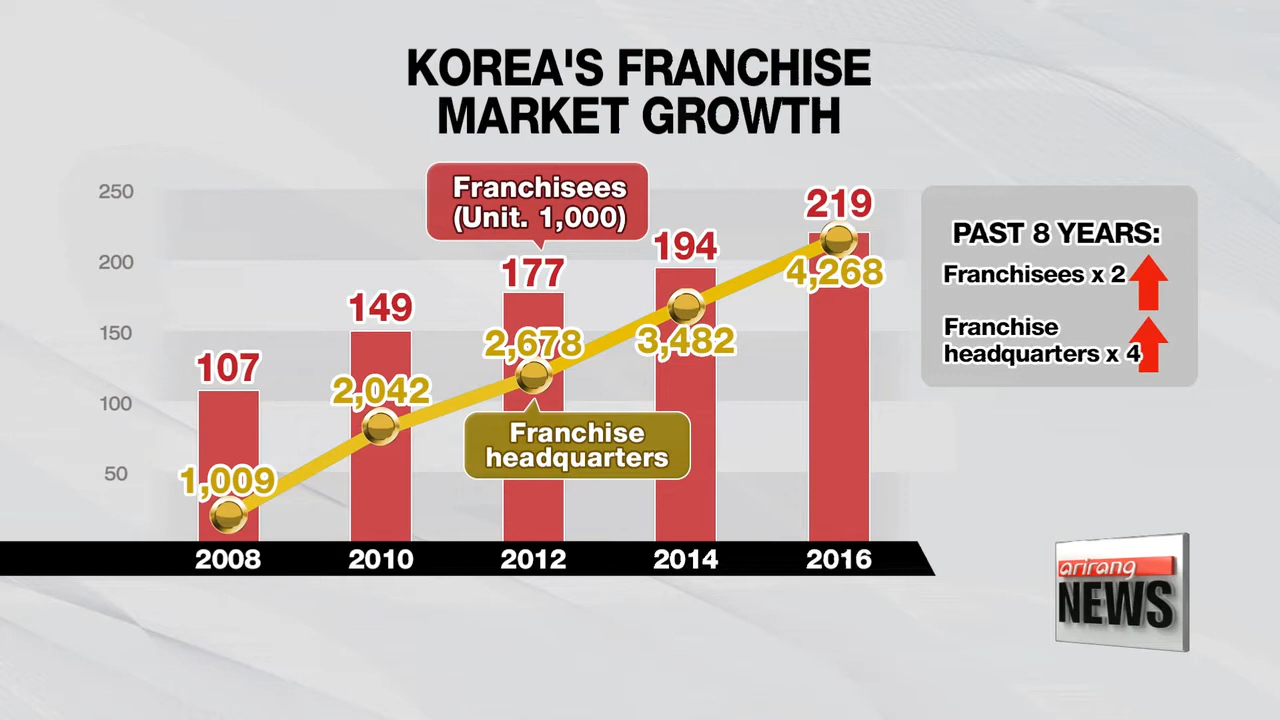 KOREA'S FRANCHISE
MARKET GROWTH
250
200
150
100
50
Franchisees
(Unit. 1,000)
107
149
177
194
219
1,009
2,042
2,678
3,482
4,268
Franchise
headquarters
2008
2010
2012
2014
2016
PAST 8 YEARS:
Franchisees x 2
Franchise
headquarters x 4
arirang
NEWS